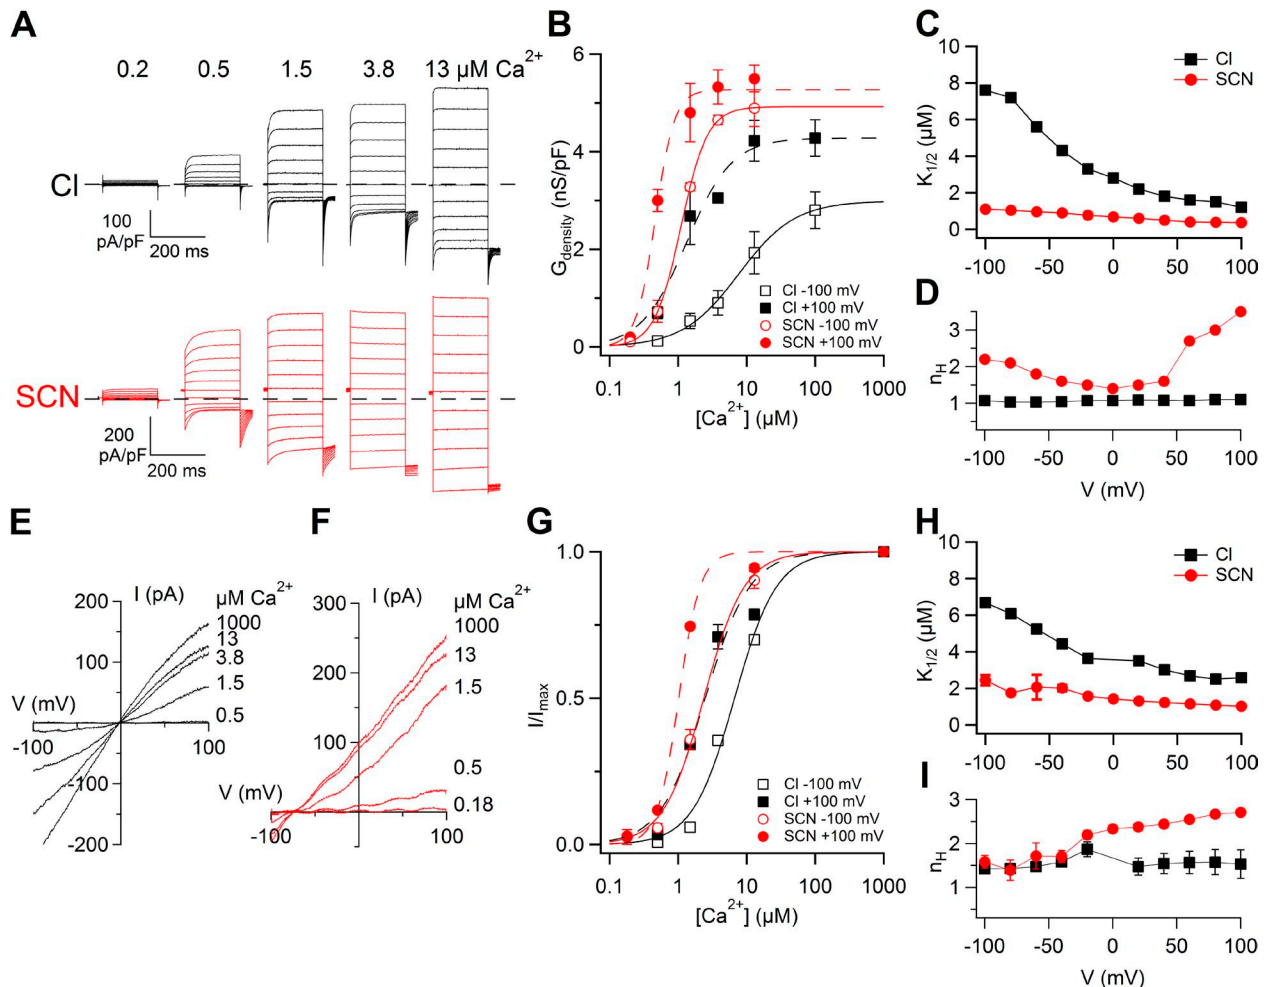 A
0.2 0.5 1.5 3.8 13 µM Ca2+
Cl
100
pA/pF
200 ms
SCN
200
pA/pF
200 ms
B
6
4
2
0
Gdensity (nS/pF)
Cl -100 mV
Cl +100 mV
SCN -100 mV
SCN +100 mV
0.1 1 10 100 1000
[Ca2+] (µM)
C
10
8
6
4
2
0
K1/2 (µM)
Cl
SCN
-100 -50 0 50 100
D
3
2
1
nH
-100 -50 0 50 100
V (mV)
E
I (pA)
µM Ca2+
200
100
-100
-200
1000
13
3.8
1.5
0.5
V (mV)
-100 100
F
I (pA)
µM Ca2+
300
200
100
1000
13
1.5
0.5
0.18
V (mV)
-100 100
G
1.0
0.5
0.0
I/Imax
Cl -100 mV
Cl +100 mV
SCN -100 mV
SCN +100 mV
0.1 1 10 100 1000
[Ca2+] (µM)
H
10
8
6
4
2
0
K1/2 (µM)
Cl
SCN
-100 -50 0 50 100
I
3
2
1
nH
-100 -50 0 50 100
V (mV)